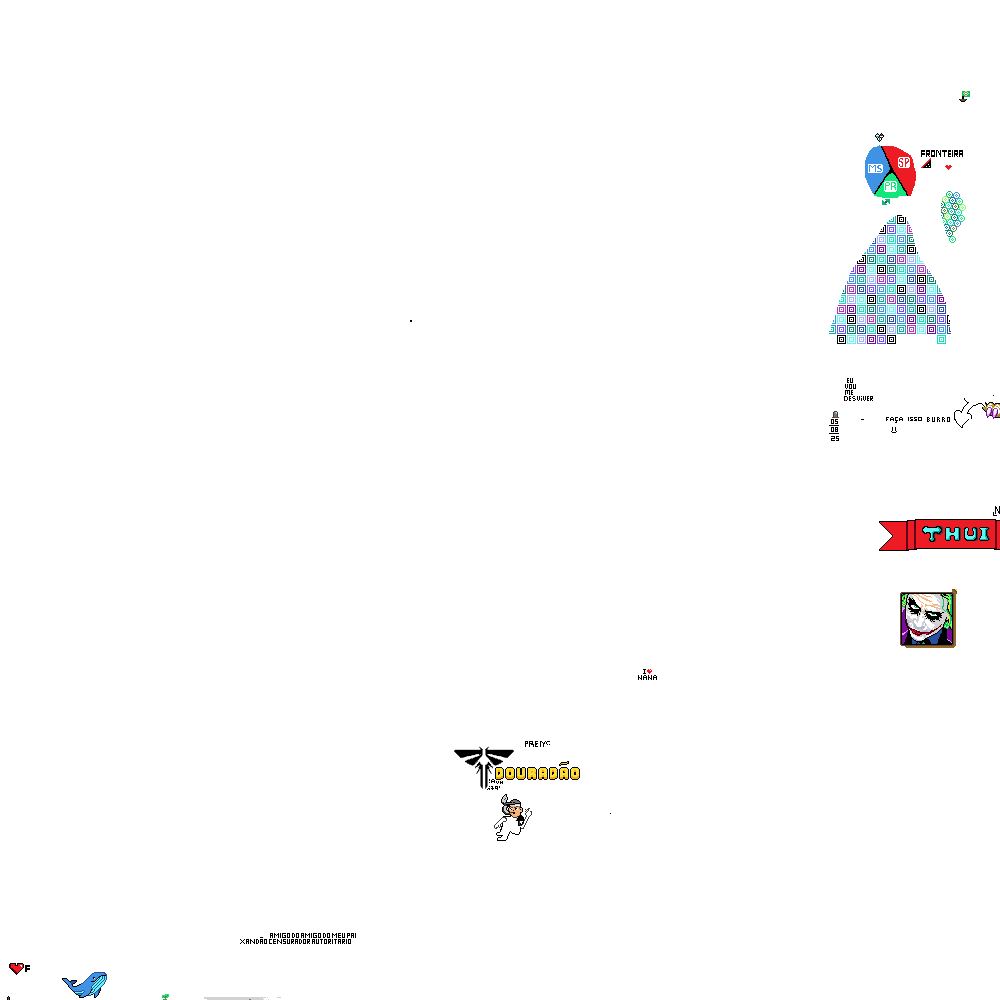 FRONTEIRA
SP
MS
PR
EU
VOU
ME
DESVIVER
05
08
25
FAÇA ISSO BURRO
N
THUI
I
NANA
DOURADÃO
AMIGO DO AMIGO DO MEU PAI
XANDÃO CENSURADOR AUTORITARIO
F